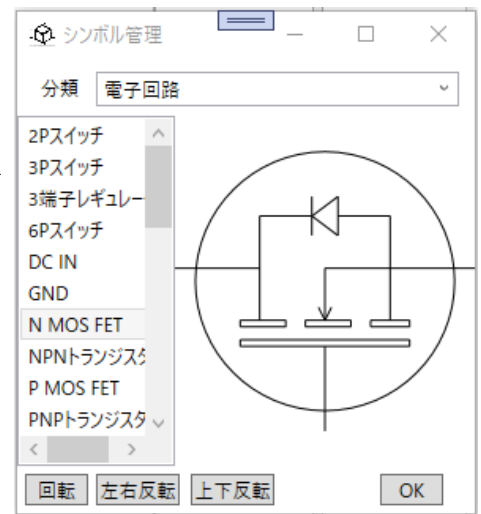 シンボル管理
分類 電子回路
2Pスイッチ
3Pスイッチ
3端子レギュレー
6Pスイッチ
DC IN
GND
N MOS FET
NPNトランジスタ
P MOS FET
PNPトランジスタ
回転 左右反転 上下反転 OK